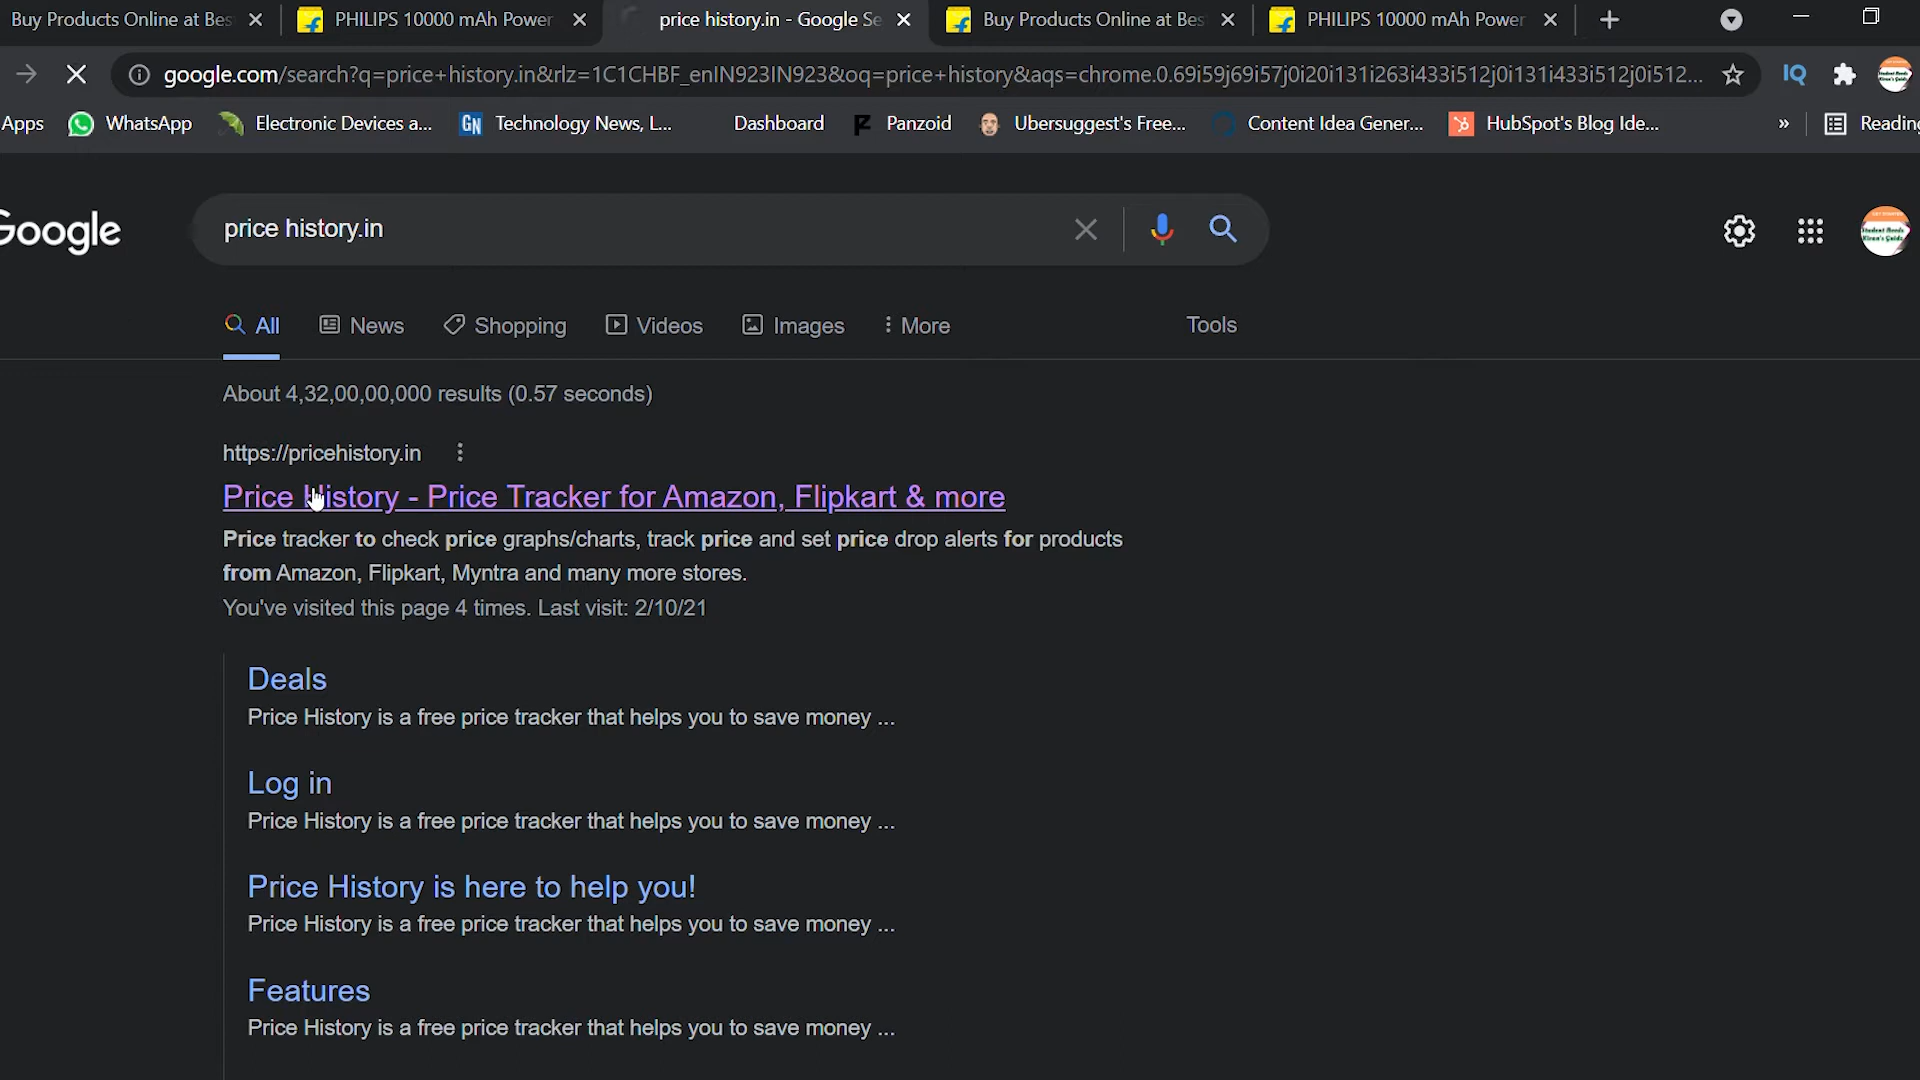 Buy Products Online at Bes
PHILIPS 10000 mAh Power
price history.in - Google Se
Buy Products Online at Bes
PHILIPS 10000 mAh Power
google.com/search?q=price+history.in&rlz=1C1CHBF_enIN923IN923&oq=price+history&aqs=chrome.0.69i59j69i57j0i20i131i263i433i512j0i131i433i512j0i512...
IQ
Apps
WhatsApp
Electronic Devices a...
GN
Technology News, L...
Dashboard
Panzoid
Ubersuggest's Free...
Content Idea Gener...
HubSpot's Blog Ide...
»
Reading
Google
price history.in
All
News
Shopping
Videos
Images
More
Tools
About 4,32,00,00,000 results (0.57 seconds)
https://pricehistory.in
Price History - Price Tracker for Amazon, Flipkart & more
Price tracker to check price graphs/charts, track price and set price drop alerts for products
from Amazon, Flipkart, Myntra and many more stores.
You've visited this page 4 times. Last visit: 2/10/21
Deals
Price History is a free price tracker that helps you to save money ...
Log in
Price History is a free price tracker that helps you to save money ...
Price History is here to help you!
Price History is a free price tracker that helps you to save money ...
Features
Price History is a free price tracker that helps you to save money ...